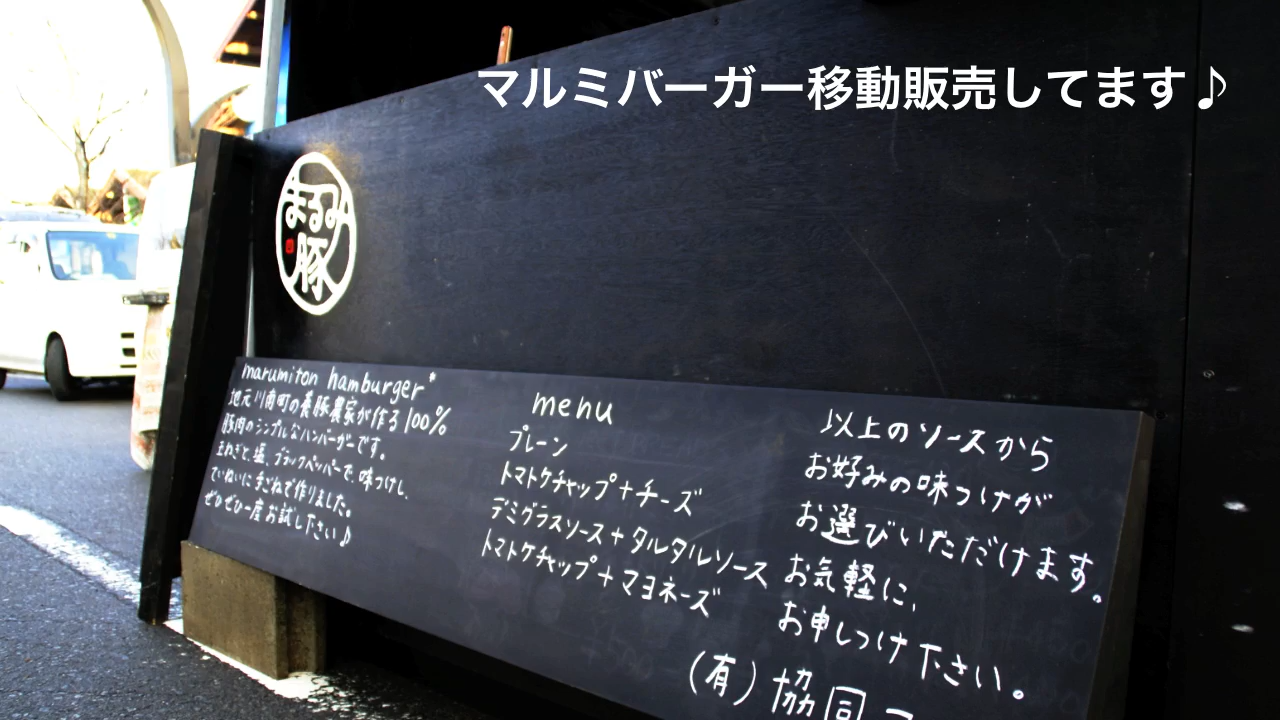 マルミバーガー移動販売してます♪
まるみ
豚
marumiton hamburger*
地元川南町の養豚農家が作る100%
豚肉のシンプルなハンバーガーです。
玉ねぎと、塩、ブラックペッパーで、味つけし、
ていねいに手ごねで作りました。
ぜひぜひ一度お試し下さい♪
menu
プレーン
トマトケチャップ+チーズ
デミグラスソース+タルタルソース
トマトケチャップ+マヨネーズ
以上のソースから
お好みの味つけが
お選びいただけます。
お気軽に、
お申しつけ下さい。
(有)協同